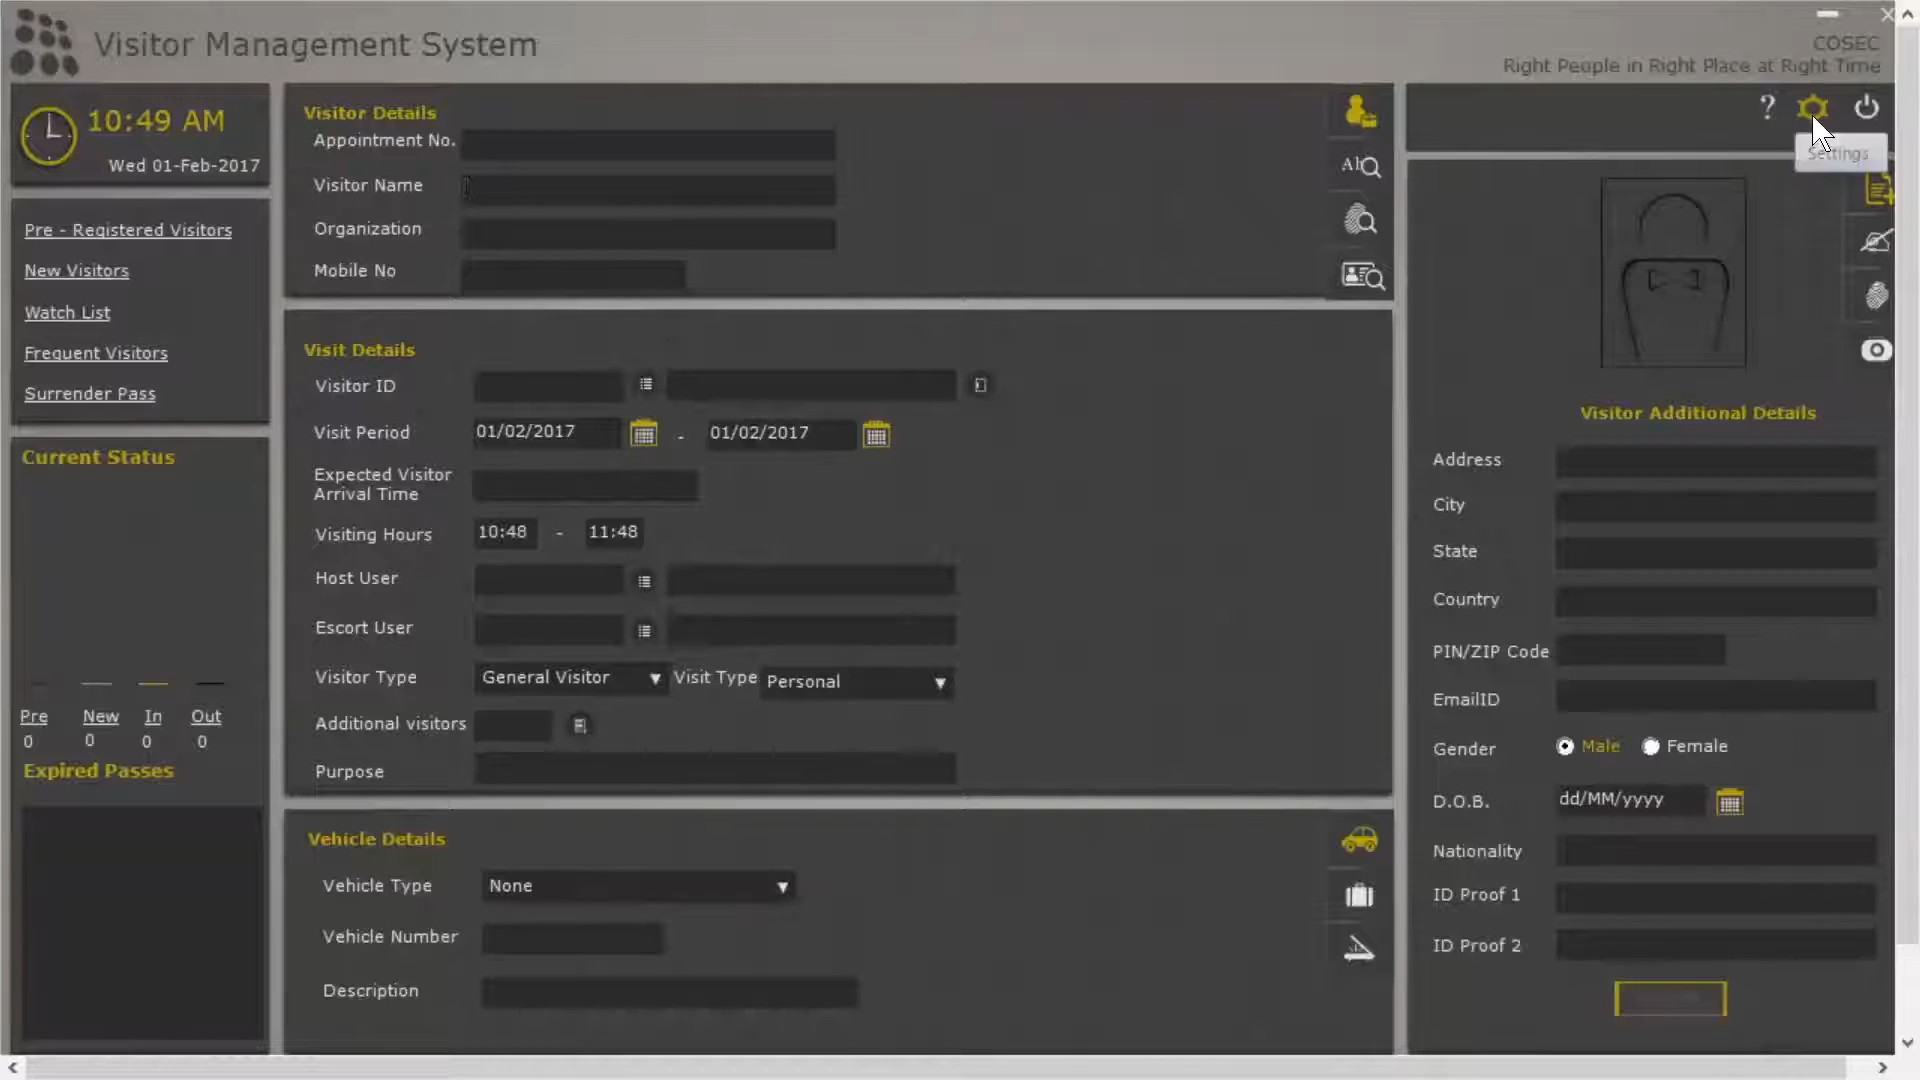 Visitor Management System
COSEC
Right People in Right Place at Right Time
10:49 AM
Wed 01-Feb-2017
Pre - Registered Visitors
New Visitors
Watch List
Frequent Visitors
Surrender Pass
Current Status
Pre New In Out
0 0 0 0
Expired Passes
Visitor Details
Appointment No.
Visitor Name
Organization
Mobile No
Visit Details
Visitor ID
Visit Period 01/02/2017 - 01/02/2017
Expected Visitor
Arrival Time
Visiting Hours 10:48 - 11:48
Host User
Escort User
Visitor Type General Visitor Visit Type Personal
Additional visitors
Purpose
Vehicle Details
Vehicle Type None
Vehicle Number
Description
?
Settings
Visitor Additional Details
Address
City
State
Country
PIN/ZIP Code
EmailID
Gender Male Female
D.O.B. dd/MM/yyyy
Nationality
ID Proof 1
ID Proof 2